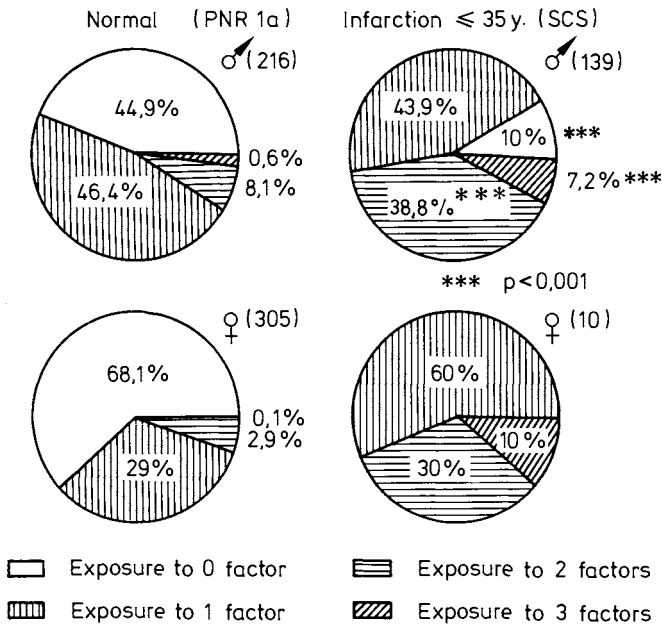 Normal (PNR 1a) Infarction ≤ 35 y. (SCS)
♂ (216) ♂ (139)
44,9% 43,9%
10% ***
0,6% 7,2% ***
46,4% 8,1% 38,8% ***
*** p<0,001
♀ (305) ♀ (10)
68,1% 60%
0,1% 10%
2,9%
29% 30%
Exposure to 0 factor Exposure to 2 factors
Exposure to 1 factor Exposure to 3 factors